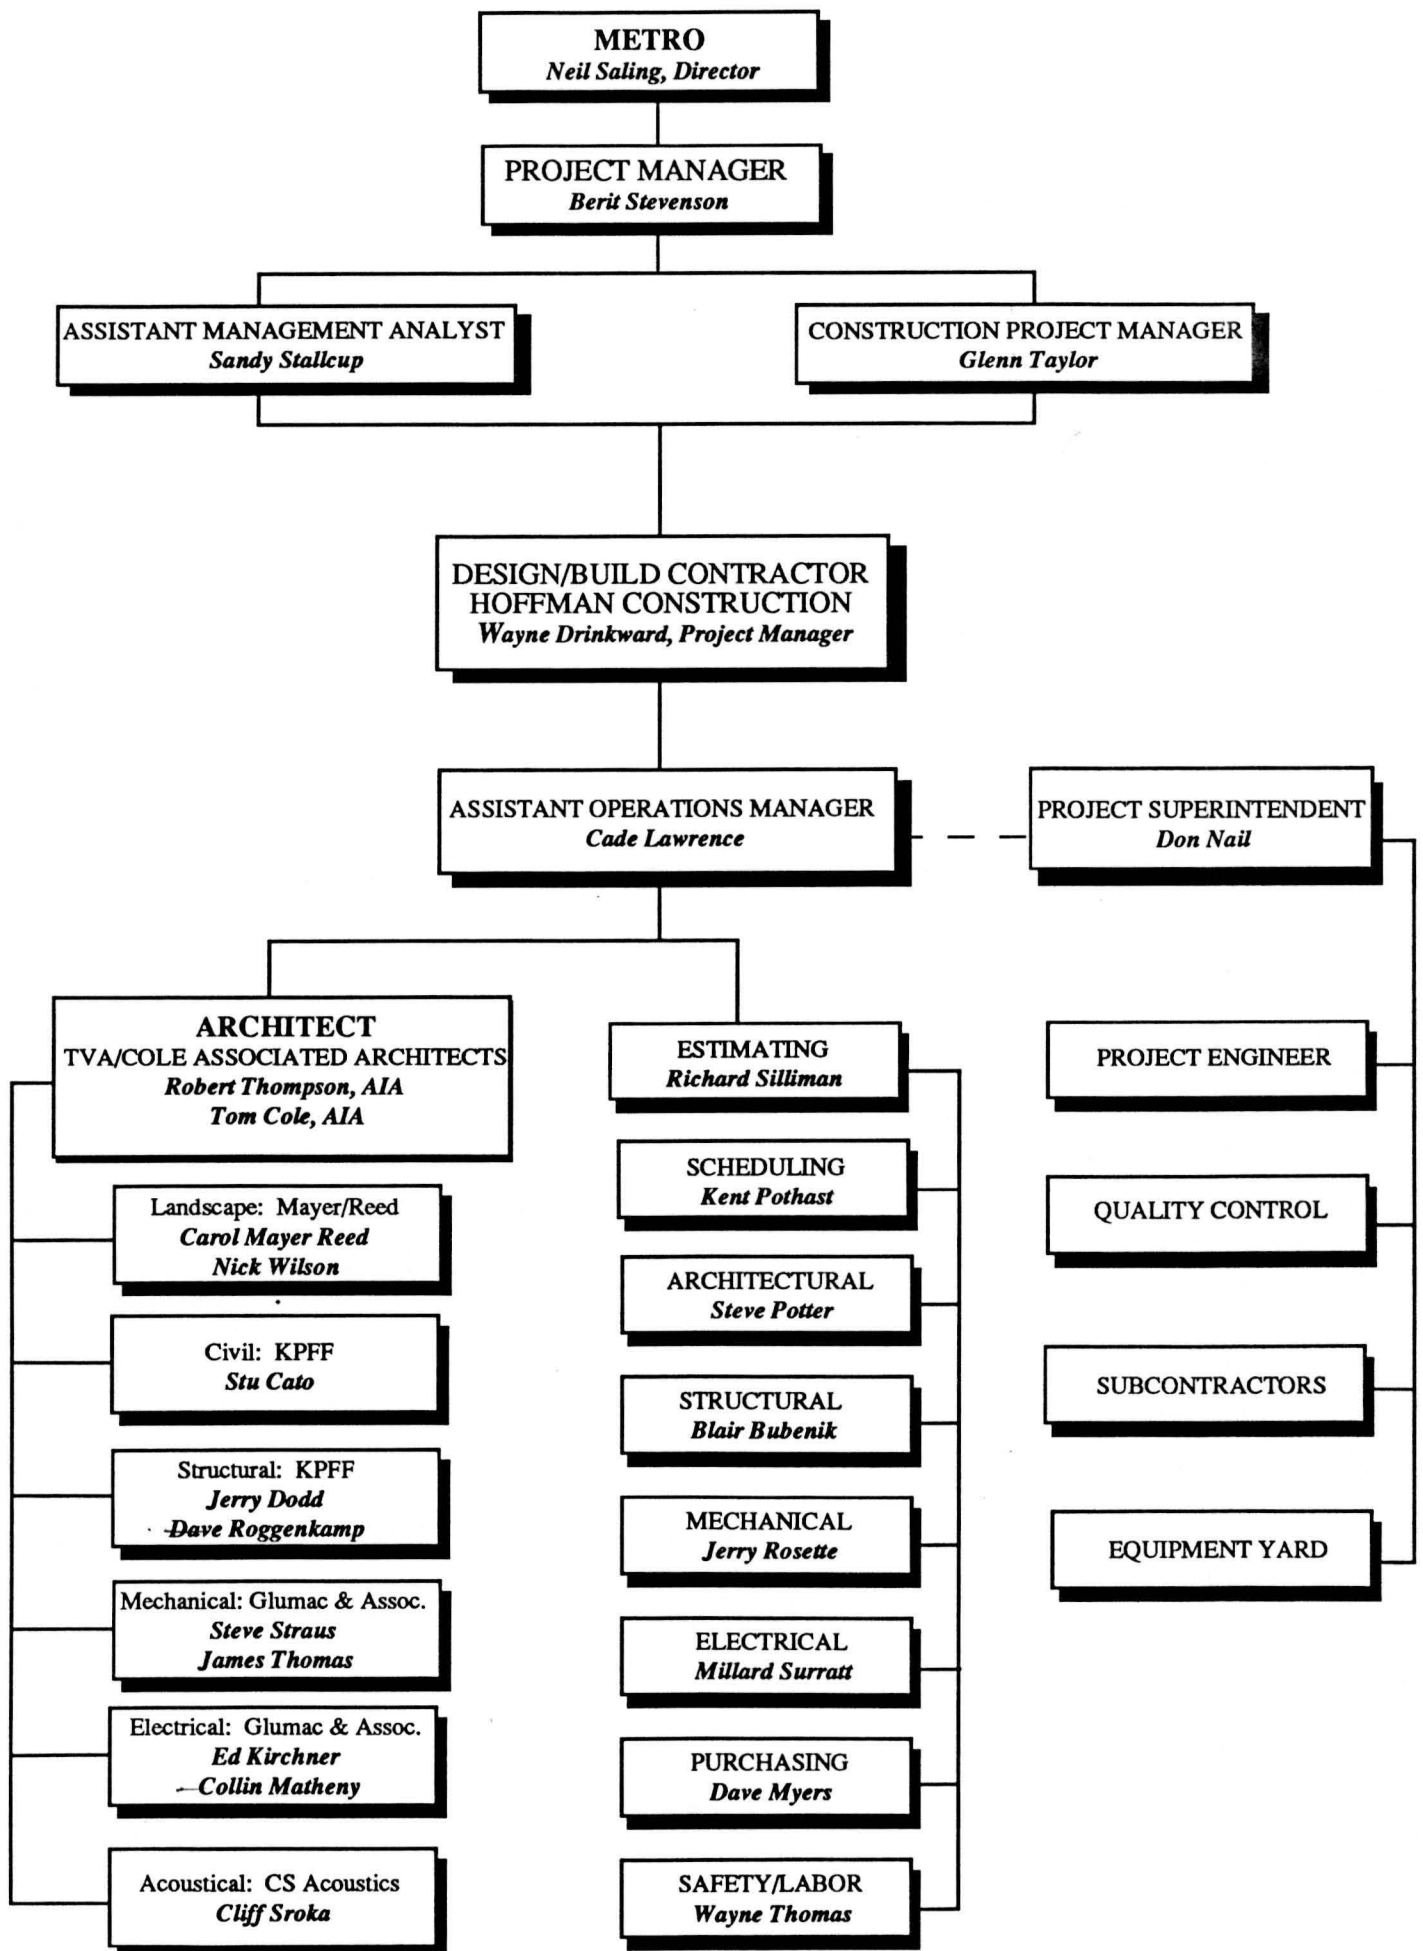 METRO
Neil Saling, Director
PROJECT MANAGER
Berit Stevenson
ASSISTANT MANAGEMENT ANALYST
Sandy Stallcup
CONSTRUCTION PROJECT MANAGER
Glenn Taylor
DESIGN/BUILD CONTRACTOR
HOFFMAN CONSTRUCTION
Wayne Drinkward, Project Manager
ASSISTANT OPERATIONS MANAGER
Cade Lawrence
PROJECT SUPERINTENDENT
Don Nail
ARCHITECT
TVA/COLE ASSOCIATED ARCHITECTS
Robert Thompson, AIA
Tom Cole, AIA
Landscape: Mayer/Reed
Carol Mayer Reed
Nick Wilson
Civil: KPFF
Stu Cato
Structural: KPFF
Jerry Dodd
Dave Roggenkamp
Mechanical: Glumac & Assoc.
Steve Straus
James Thomas
Electrical: Glumac & Assoc.
Ed Kirchner
Collin Matheny
Acoustical: CS Acoustics
Cliff Sroka
ESTIMATING
Richard Silliman
SCHEDULING
Kent Pothast
ARCHITECTURAL
Steve Potter
STRUCTURAL
Blair Bubenik
MECHANICAL
Jerry Rosette
ELECTRICAL
Millard Surratt
PURCHASING
Dave Myers
SAFETY/LABOR
Wayne Thomas
PROJECT ENGINEER
QUALITY CONTROL
SUBCONTRACTORS
EQUIPMENT YARD